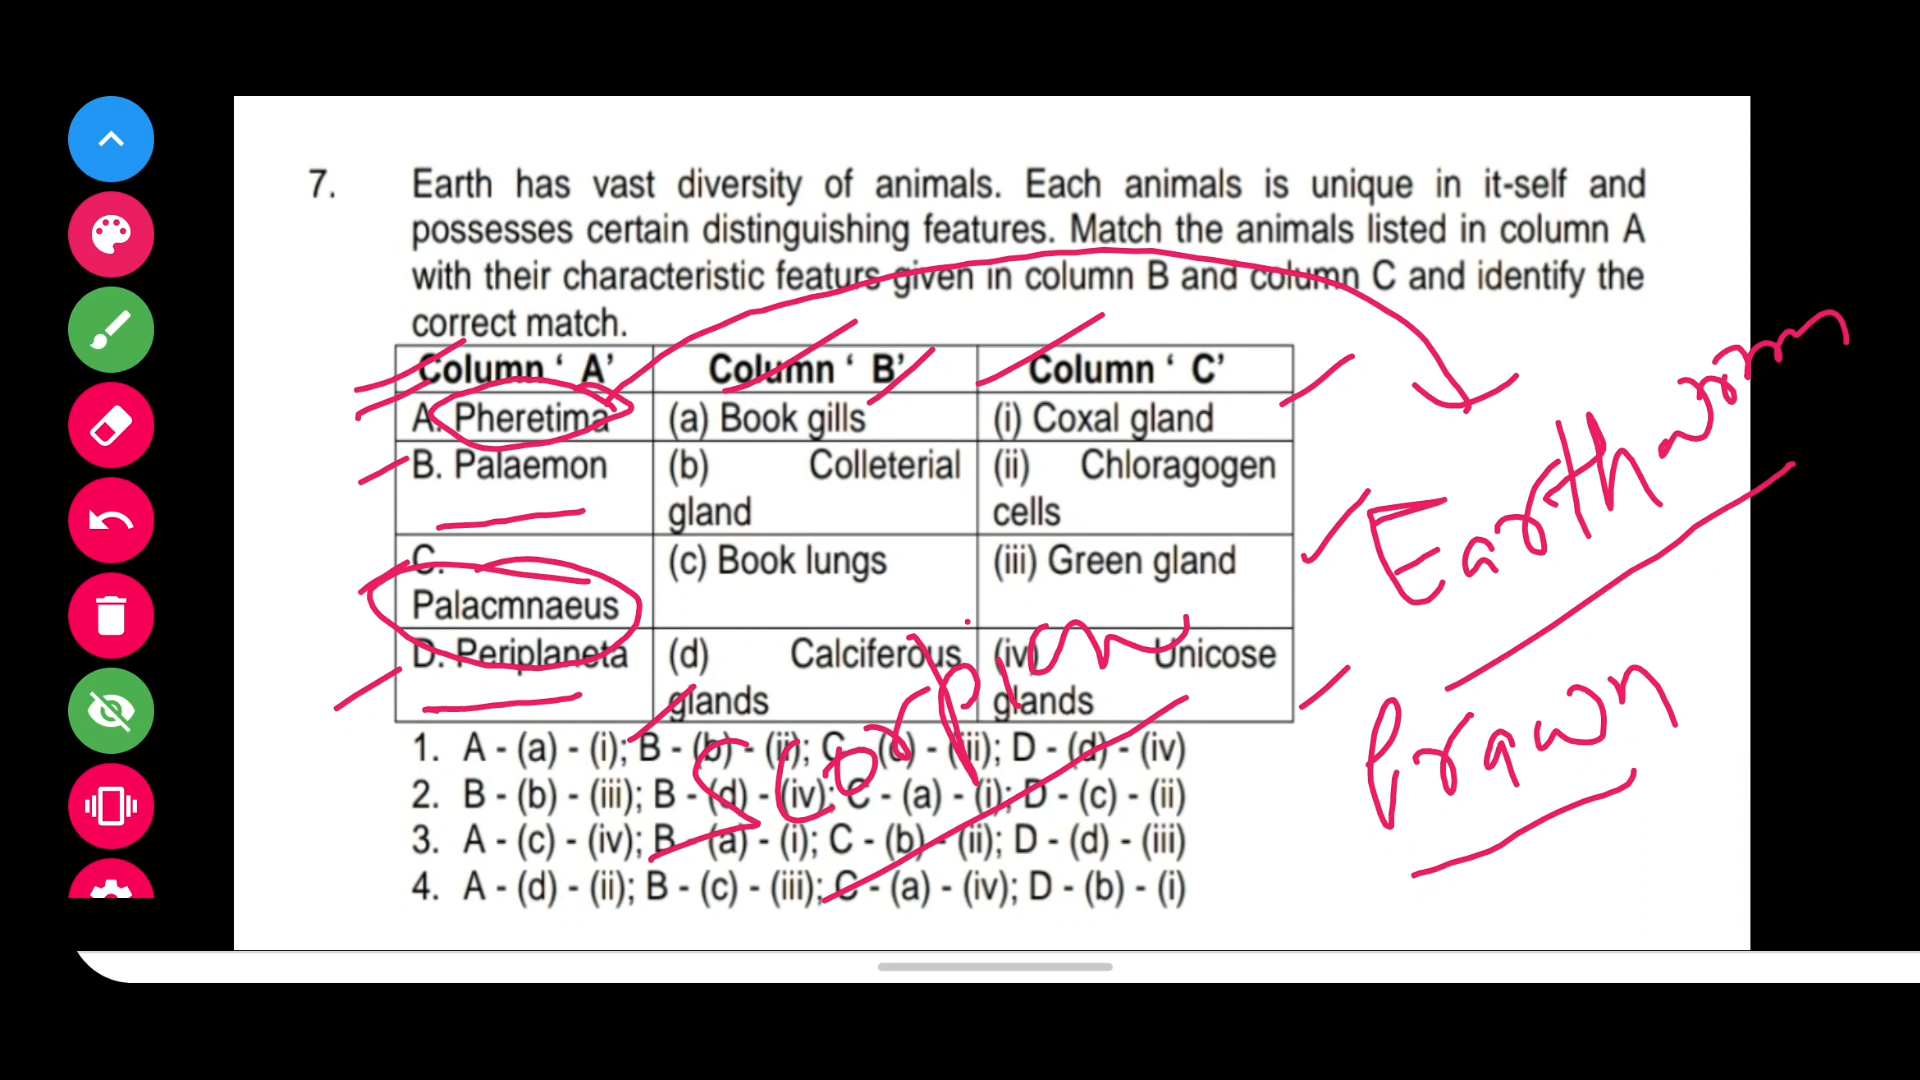 7. Earth has vast diversity of animals. Each animals is unique in it-self and
possesses certain distinguishing features. Match the animals listed in column A
with their characteristic featurs given in column B and column C and identify the
correct match.
Column ‘ A’ Column ‘ B’ Column ‘ C’
A. Pheretima (a) Book gills (i) Coxal gland
B. Palaemon (b) Colleterial gland (ii) Chloragogen cells
C. Palacmnaeus (c) Book lungs (iii) Green gland
D. Periplaneta (d) Calciferous glands (iv) Unicose glands
1. A - (a) - (i); B - (b) - (ii); C - (c) - (iii); D - (d) - (iv)
2. B - (b) - (iii); B - (d) - (iv); C - (a) - (i); D - (c) - (ii)
3. A - (c) - (iv); B - (a) - (i); C - (b) - (ii); D - (d) - (iii)
4. A - (d) - (ii); B - (c) - (iii); C - (a) - (iv); D - (b) - (i)
Earthworm
Prawn
Scorpion